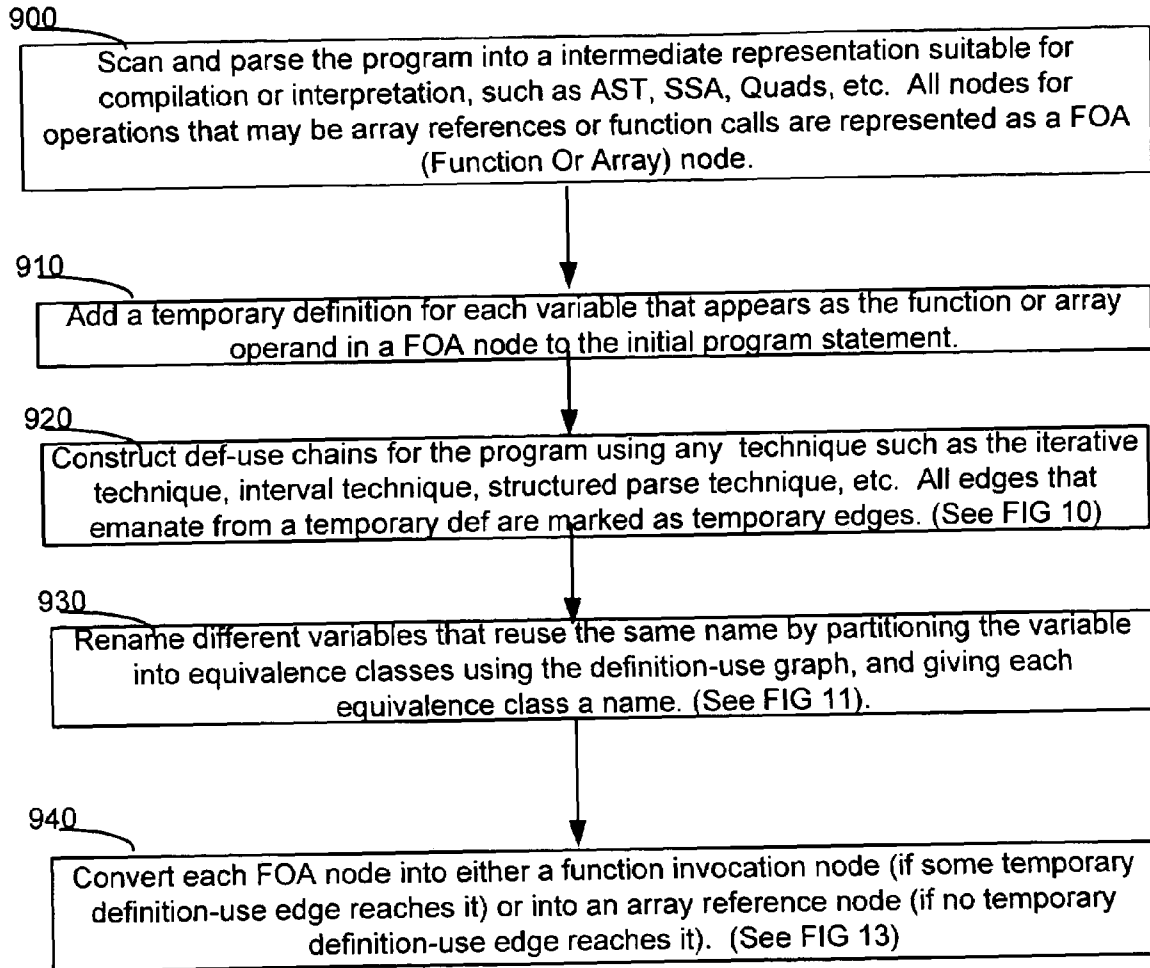 900
Scan and parse the program into a intermediate representation suitable for
compilation or interpretation, such as AST, SSA, Quads, etc. All nodes for
operations that may be array references or function calls are represented as a FOA
(Function Or Array) node.
910
Add a temporary definition for each variable that appears as the function or array
operand in a FOA node to the initial program statement.
920
Construct def-use chains for the program using any technique such as the iterative
technique, interval technique, structured parse technique, etc. All edges that
emanate from a temporary def are marked as temporary edges. (See FIG 10)
930
Rename different variables that reuse the same name by partitioning the variable
into equivalence classes using the definition-use graph, and giving each
equivalence class a name. (See FIG 11).
940
Convert each FOA node into either a function invocation node (if some temporary
definition-use edge reaches it) or into an array reference node (if no temporary
definition-use edge reaches it). (See FIG 13)